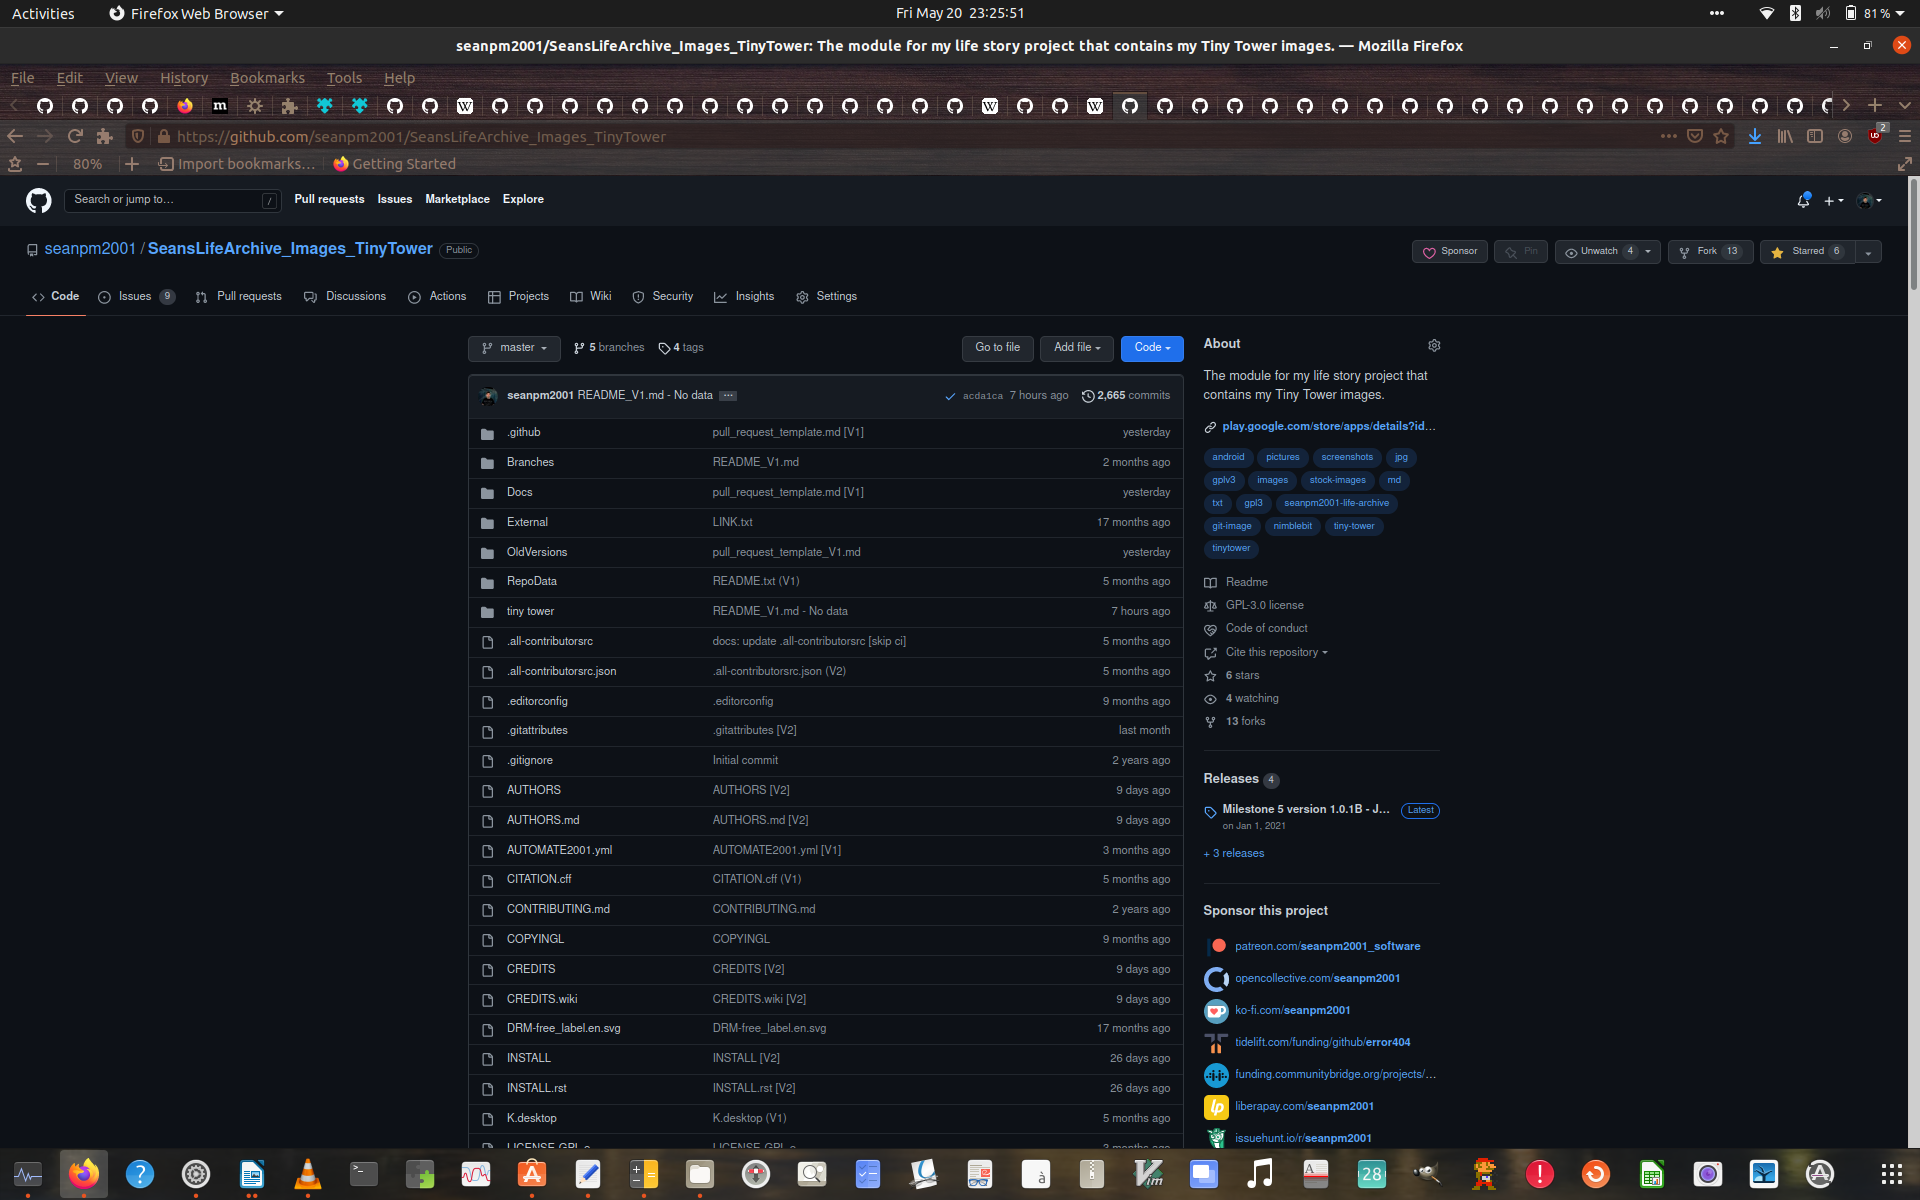 Activities
Firefox Web Browser
Fri May 20 23:25:51
81 %
seanpm2001/SeansLifeArchive_Images_TinyTower: The module for my life story project that contains my Tiny Tower images. — Mozilla Firefox
File Edit View History Bookmarks Tools Help
https://github.com/seanpm2001/SeansLifeArchive_Images_TinyTower
2
80%
Import bookmarks...
Getting Started
Search or jump to...
/
Pull requests Issues Marketplace Explore
seanpm2001 / SeansLifeArchive_Images_TinyTower Public
Sponsor Pin Unwatch 4 Fork 13 Starred 6
Code Issues 9 Pull requests Discussions Actions Projects Wiki Security Insights Settings
master 5 branches 4 tags Go to file Add file Code
seanpm2001 README_V1.md - No data ... acda1ca 7 hours ago 2,665 commits
.github pull_request_template.md [V1] yesterday
Branches README_V1.md 2 months ago
Docs pull_request_template.md [V1] yesterday
External LINK.txt 17 months ago
OldVersions pull_request_template_V1.md yesterday
RepoData README.txt (V1) 5 months ago
tiny tower README_V1.md - No data 7 hours ago
.all-contributorsrc docs: update .all-contributorsrc [skip ci] 5 months ago
.all-contributorsrc.json .all-contributorsrc.json (V2) 5 months ago
.editorconfig .editorconfig 9 months ago
.gitattributes .gitattributes [V2] last month
.gitignore Initial commit 2 years ago
AUTHORS AUTHORS [V2] 9 days ago
AUTHORS.md AUTHORS.md [V2] 9 days ago
AUTOMATE2001.yml AUTOMATE2001.yml [V1] 3 months ago
CITATION.cff CITATION.cff (V1) 5 months ago
CONTRIBUTING.md CONTRIBUTING.md 2 years ago
COPYINGL COPYINGL 9 months ago
CREDITS CREDITS [V2] 9 days ago
CREDITS.wiki CREDITS.wiki [V2] 9 days ago
DRM-free_label.en.svg DRM-free_label.en.svg 17 months ago
INSTALL INSTALL [V2] 26 days ago
INSTALL.rst INSTALL.rst [V2] 26 days ago
K.desktop K.desktop (V1) 5 months ago
About
The module for my life story project that
contains my Tiny Tower images.
play.google.com/store/apps/details?id...
android pictures screenshots jpg
gplv3 images stock-images md
txt gpl3 seanpm2001-life-archive
git-image nimblebit tiny-tower
tinytower
Readme
GPL-3.0 license
Code of conduct
Cite this repository
6 stars
4 watching
13 forks
Releases 4
Milestone 5 version 1.0.1B - J... Latest
on Jan 1, 2021
+ 3 releases
Sponsor this project
patreon.com/seanpm2001_software
opencollective.com/seanpm2001
ko-fi.com/seanpm2001
tidelift.com/funding/github/error404
funding.communitybridge.org/projects/...
liberapay.com/seanpm2001
issuehunt.io/r/seanpm2001
28